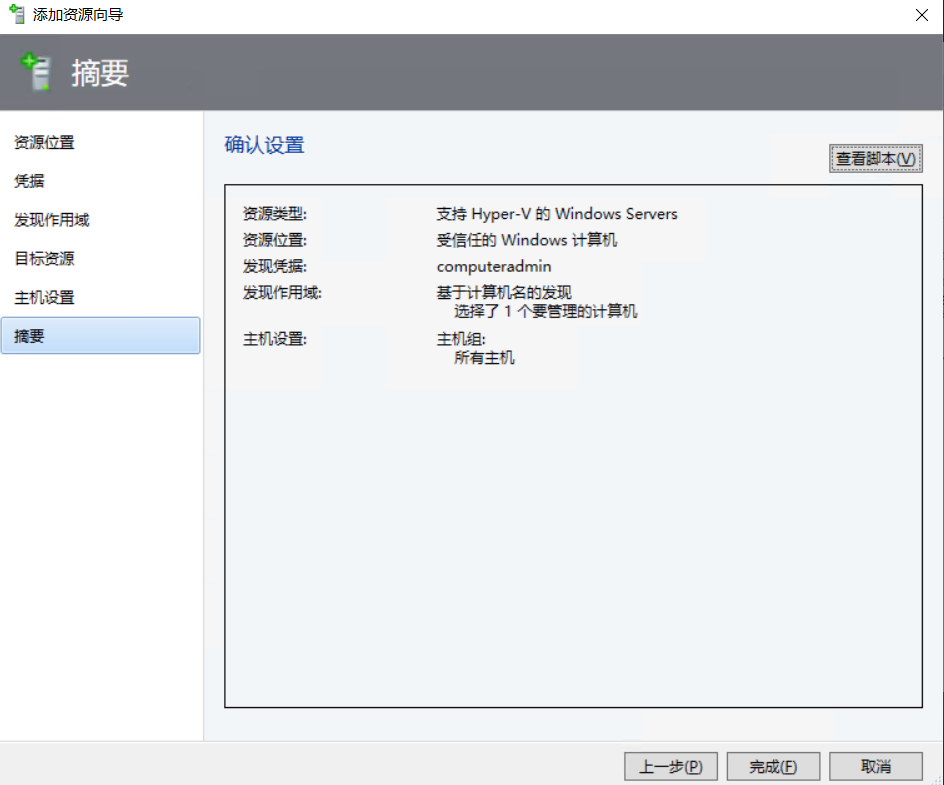 添加资源向导
摘要
资源位置
凭据
发现作用域
目标资源
主机设置
摘要
确认设置
查看脚本(V)
资源类型: 支持 Hyper-V 的 Windows Servers
资源位置: 受信任的 Windows 计算机
发现凭据: computeradmin
发现作用域: 基于计算机名的发现
选择了 1 个要管理的计算机
主机设置: 主机组:
所有主机
上一步(P) 完成(F) 取消